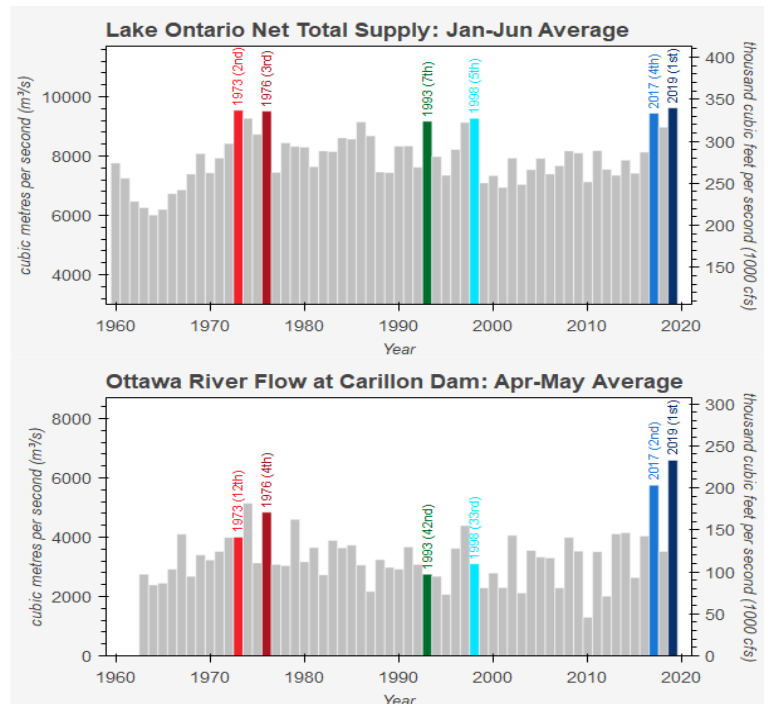 Lake Ontario Net Total Supply: Jan-Jun Average
cubic metres per second (m³/s)
10000
8000
6000
4000
1973 (2nd)
1976 (3rd)
1993 (7th)
1998 (5th)
2017 (4th)
2019 (1st)
400
350
300
250
200
150
thousand cubic feet per second (1000 cfs)
1960 1970 1980 1990 2000 2010 2020
Year
Ottawa River Flow at Carillon Dam: Apr-May Average
cubic metres per second (m³/s)
8000
6000
4000
2000
0
1973 (12th)
1976 (4th)
1993 (42nd)
1998 (33rd)
2017 (2nd)
2019 (1st)
300
250
200
150
100
50
0
thousand cubic feet per second (1000 cfs)
1960 1970 1980 1990 2000 2010 2020
Year